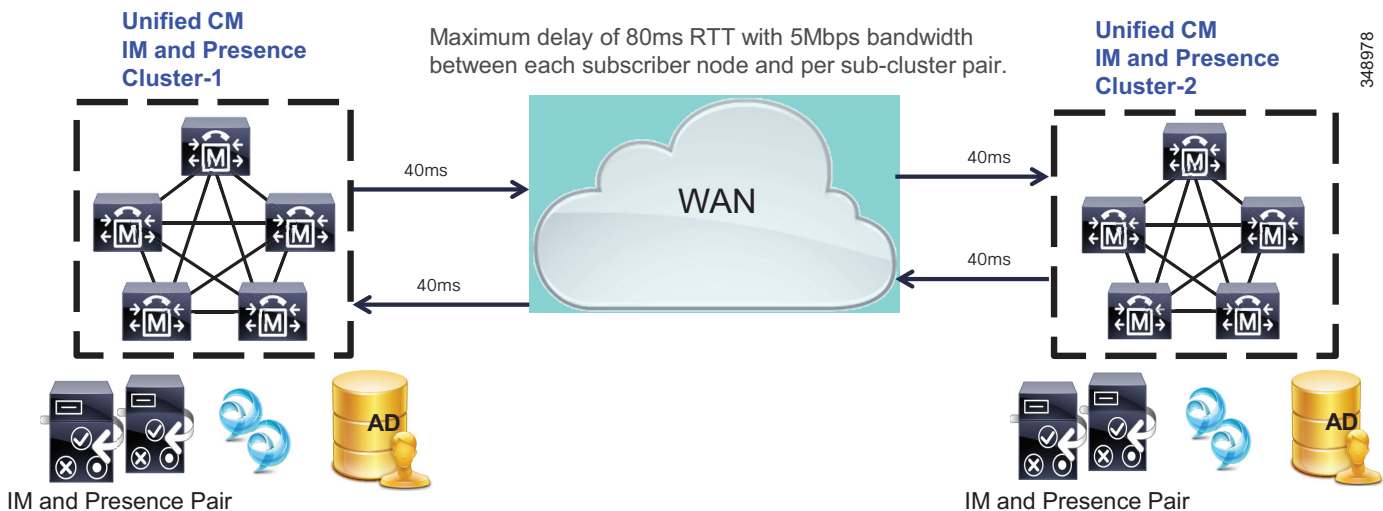 Unified CM
IM and Presence
Cluster-1
Maximum delay of 80ms RTT with 5Mbps bandwidth
between each subscriber node and per sub-cluster pair.
Unified CM
IM and Presence
Cluster-2
348978
M
M
M
M
M
40ms
40ms
WAN
40ms
40ms
M
M
M
M
M
AD
IM and Presence Pair
AD
IM and Presence Pair